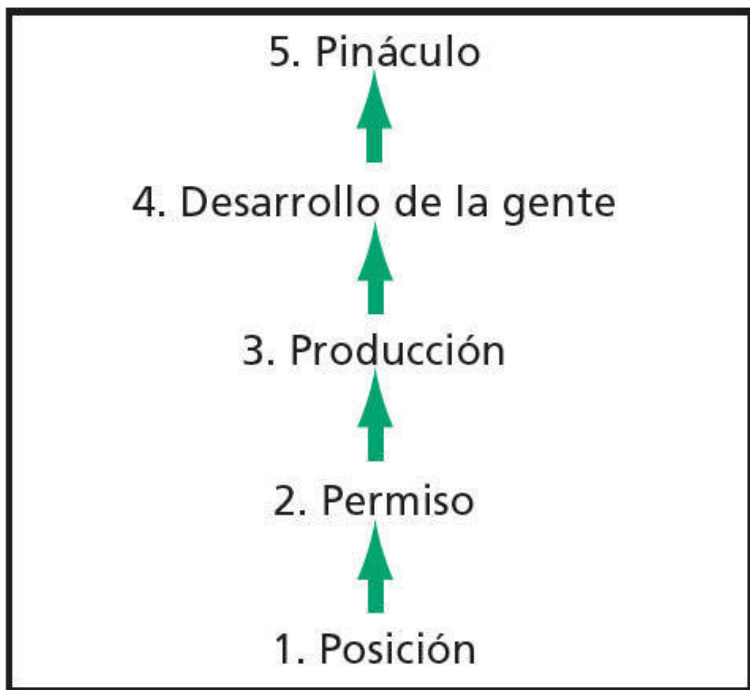 5. Pináculo
4. Desarrollo de la gente
3. Producción
2. Permiso
1. Posición